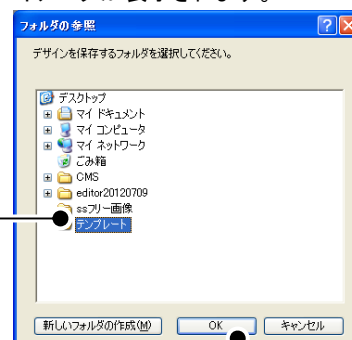 フォルダの参照
デザインを保存するフォルダを選択してください。
デスクトップ
マイ ドキュメント
マイ コンピュータ
マイ ネットワーク
ごみ箱
CMS
editor20120709
ssフリー画像
テンプレート
新しいフォルダの作成(M)
OK
キャンセル